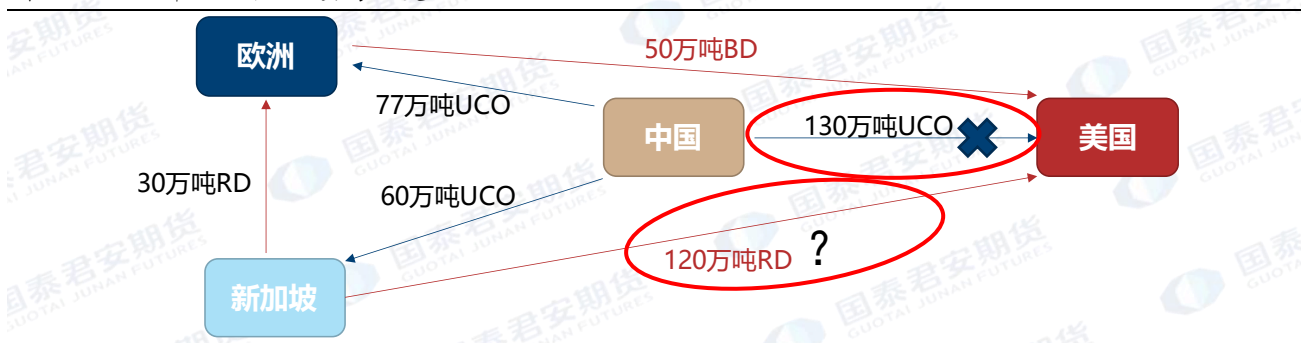 欧洲
50万吨BD
77万吨UCO
中国
130万吨UCO
美国
30万吨RD
60万吨UCO
120万吨RD ?
新加坡
国泰君安期货
GUOTAI JUNAN FUTURES